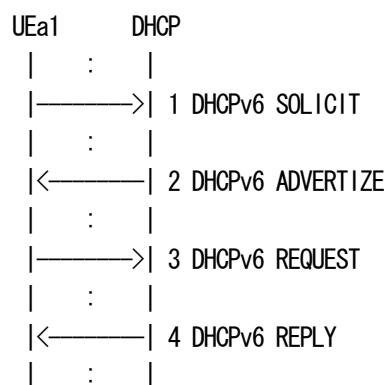 UEa1 DHCP
| : |
|-------->| 1 DHCPv6 SOLICIT
| : |
|<--------| 2 DHCPv6 ADVERTIZE
| : |
|-------->| 3 DHCPv6 REQUEST
| : |
|<--------| 4 DHCPv6 REPLY
| : |